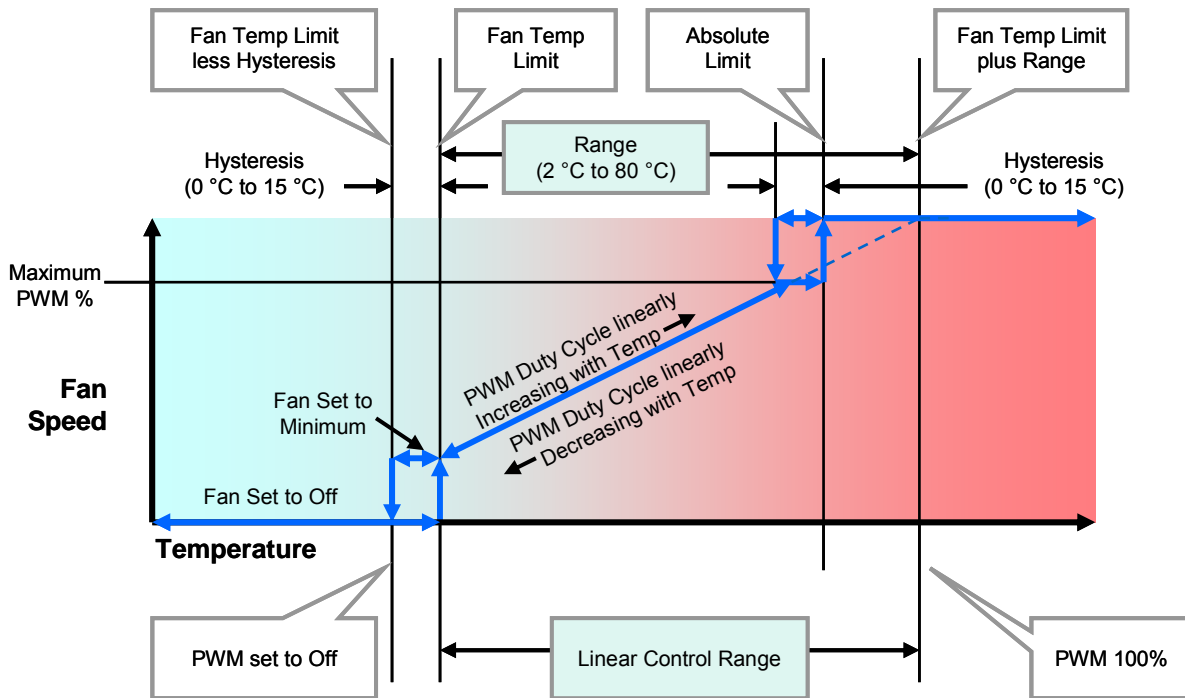 Fan Temp Limit
less Hysteresis
Fan Temp
Limit
Absolute
Limit
Fan Temp Limit
plus Range
Hysteresis
(0 °C to 15 °C)
Range
(2 °C to 80 °C)
Hysteresis
(0 °C to 15 °C)
Maximum
PWM %
Fan
Speed
PWM Duty Cycle linearly
Increasing with Temp
PWM Duty Cycle linearly
Decreasing with Temp
Fan Set to
Minimum
Fan Set to Off
Temperature
PWM set to Off
Linear Control Range
PWM 100%